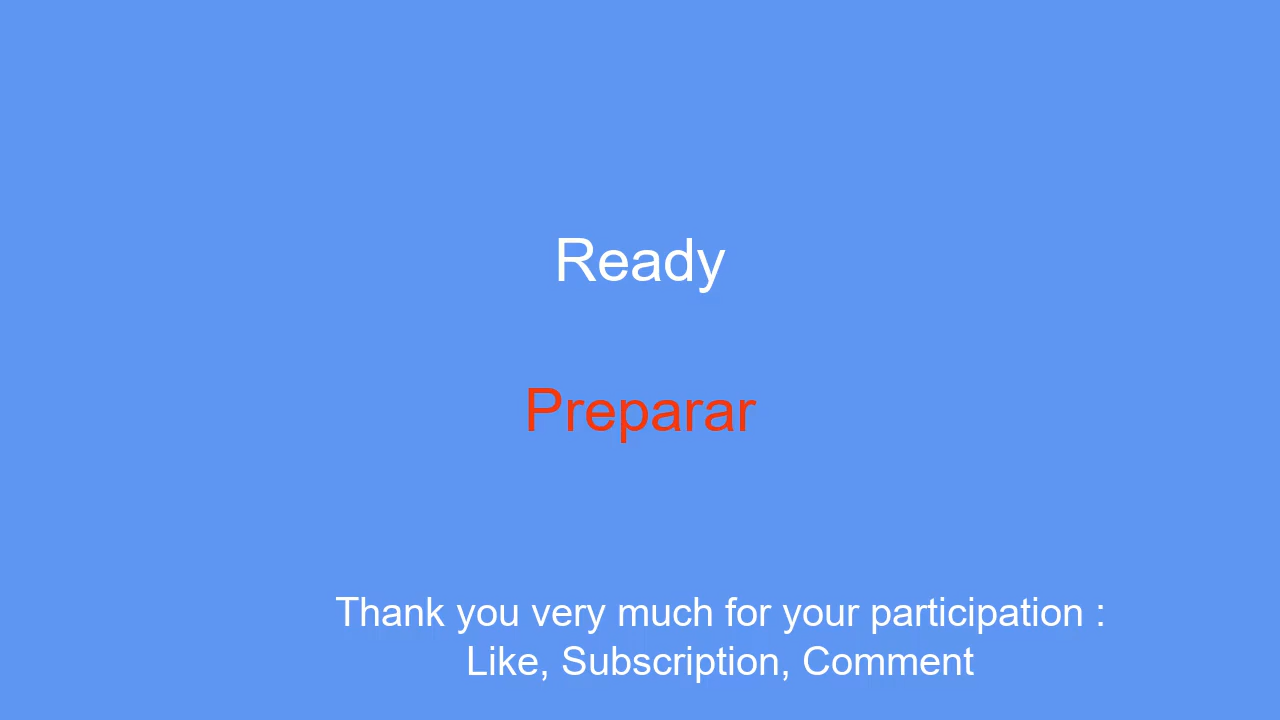 Ready
Preparar
Thank you very much for your participation :
Like, Subscription, Comment